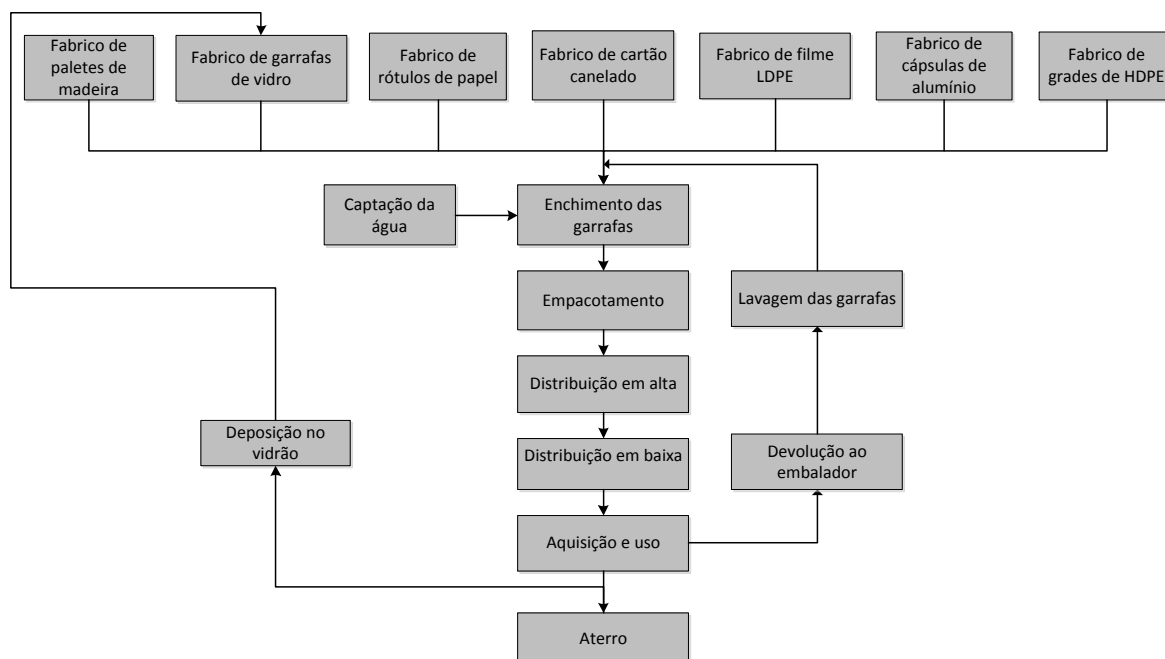 Fabrico de
paletes de
madeira
Fabrico de garrafas
de vidro
Fabrico de
rótulos de papel
Fabrico de cartão
canelado
Fabrico de filme
LDPE
Fabrico de
cápsulas de
alumínio
Fabrico de
grades de HDPE
Captação da
água
Enchimento das
garrafas
Empacotamento
Lavagem das garrafas
Distribuição em alta
Deposição no
vidrão
Distribuição em baixa
Devolução ao
embalador
Aquisição e uso
Aterro